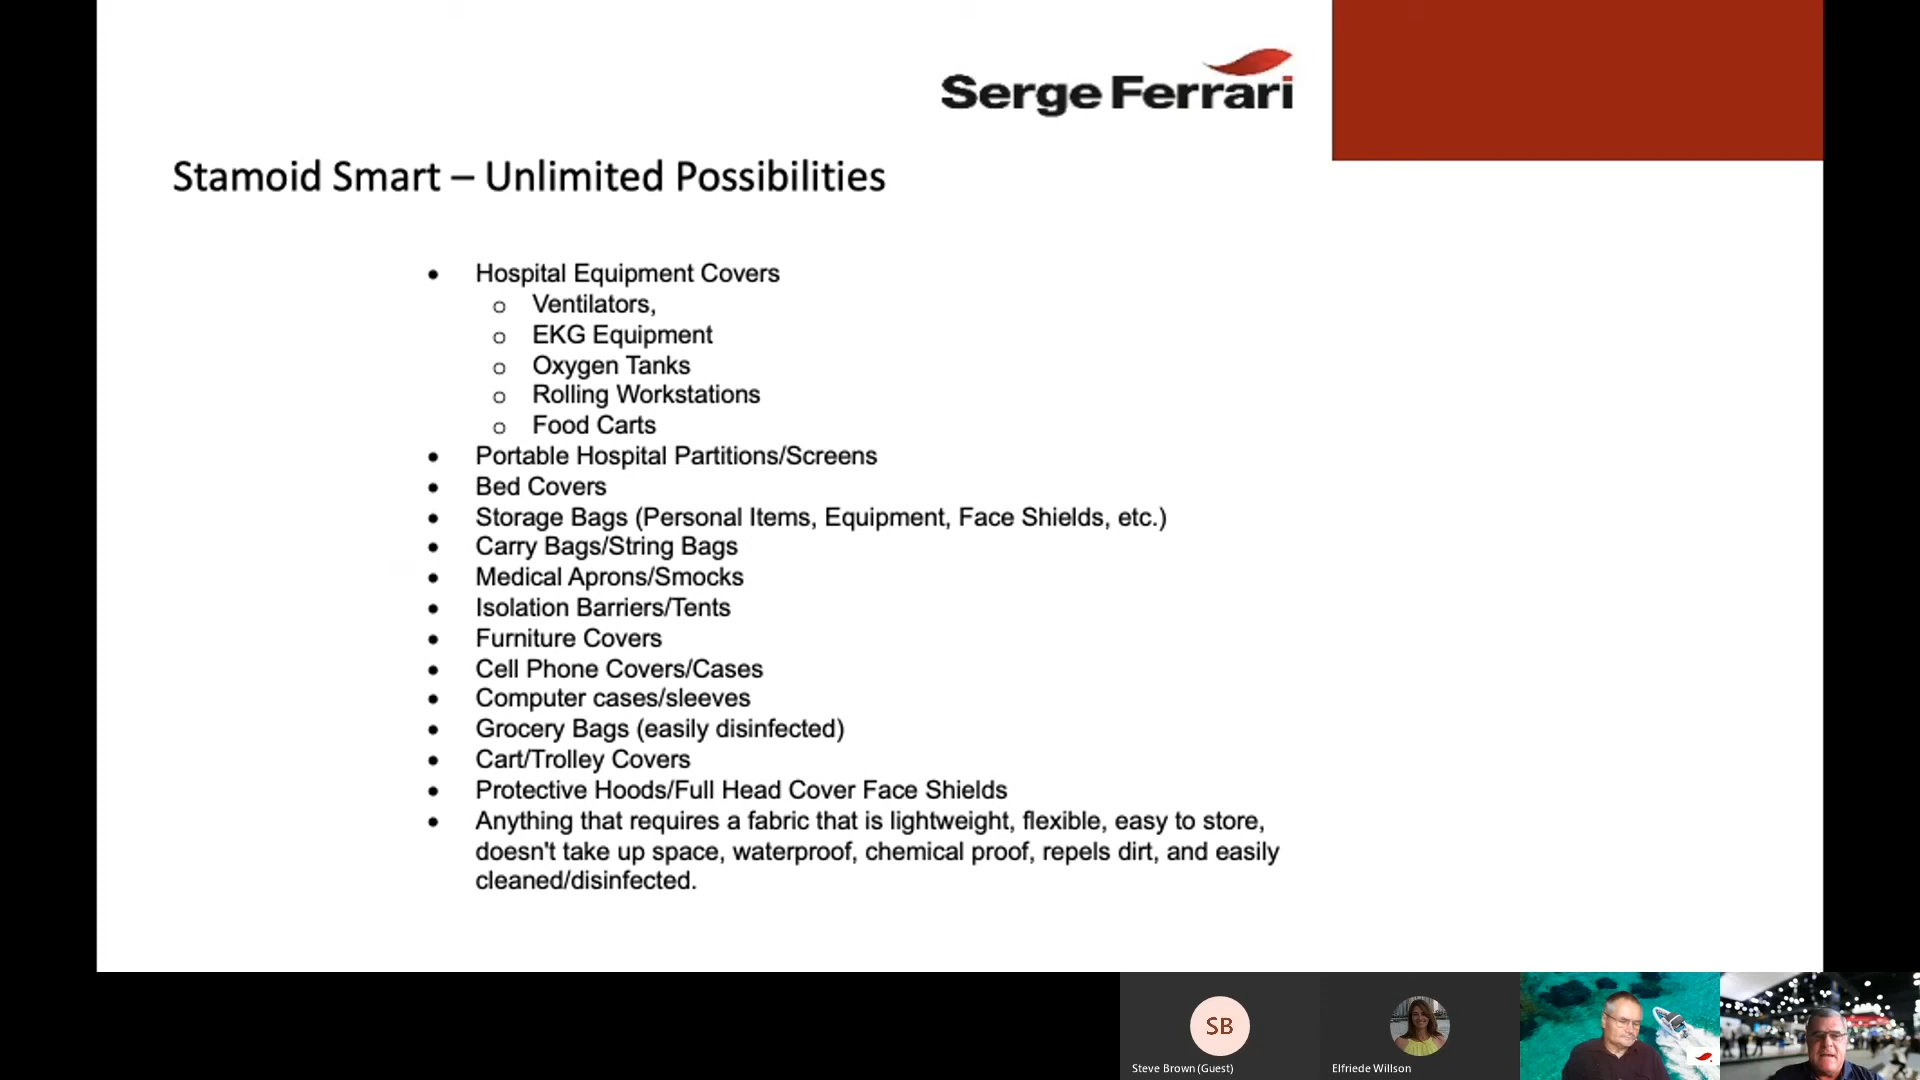 Serge Ferrari
Stamoid Smart – Unlimited Possibilities
• Hospital Equipment Covers
o Ventilators,
o EKG Equipment
o Oxygen Tanks
o Rolling Workstations
o Food Carts
• Portable Hospital Partitions/Screens
• Bed Covers
• Storage Bags (Personal Items, Equipment, Face Shields, etc.)
• Carry Bags/String Bags
• Medical Aprons/Smocks
• Isolation Barriers/Tents
• Furniture Covers
• Cell Phone Covers/Cases
• Computer cases/sleeves
• Grocery Bags (easily disinfected)
• Cart/Trolley Covers
• Protective Hoods/Full Head Cover Face Shields
• Anything that requires a fabric that is lightweight, flexible, easy to store,
doesn't take up space, waterproof, chemical proof, repels dirt, and easily
cleaned/disinfected.
SB
Steve Brown (Guest)
Elfriede Willson